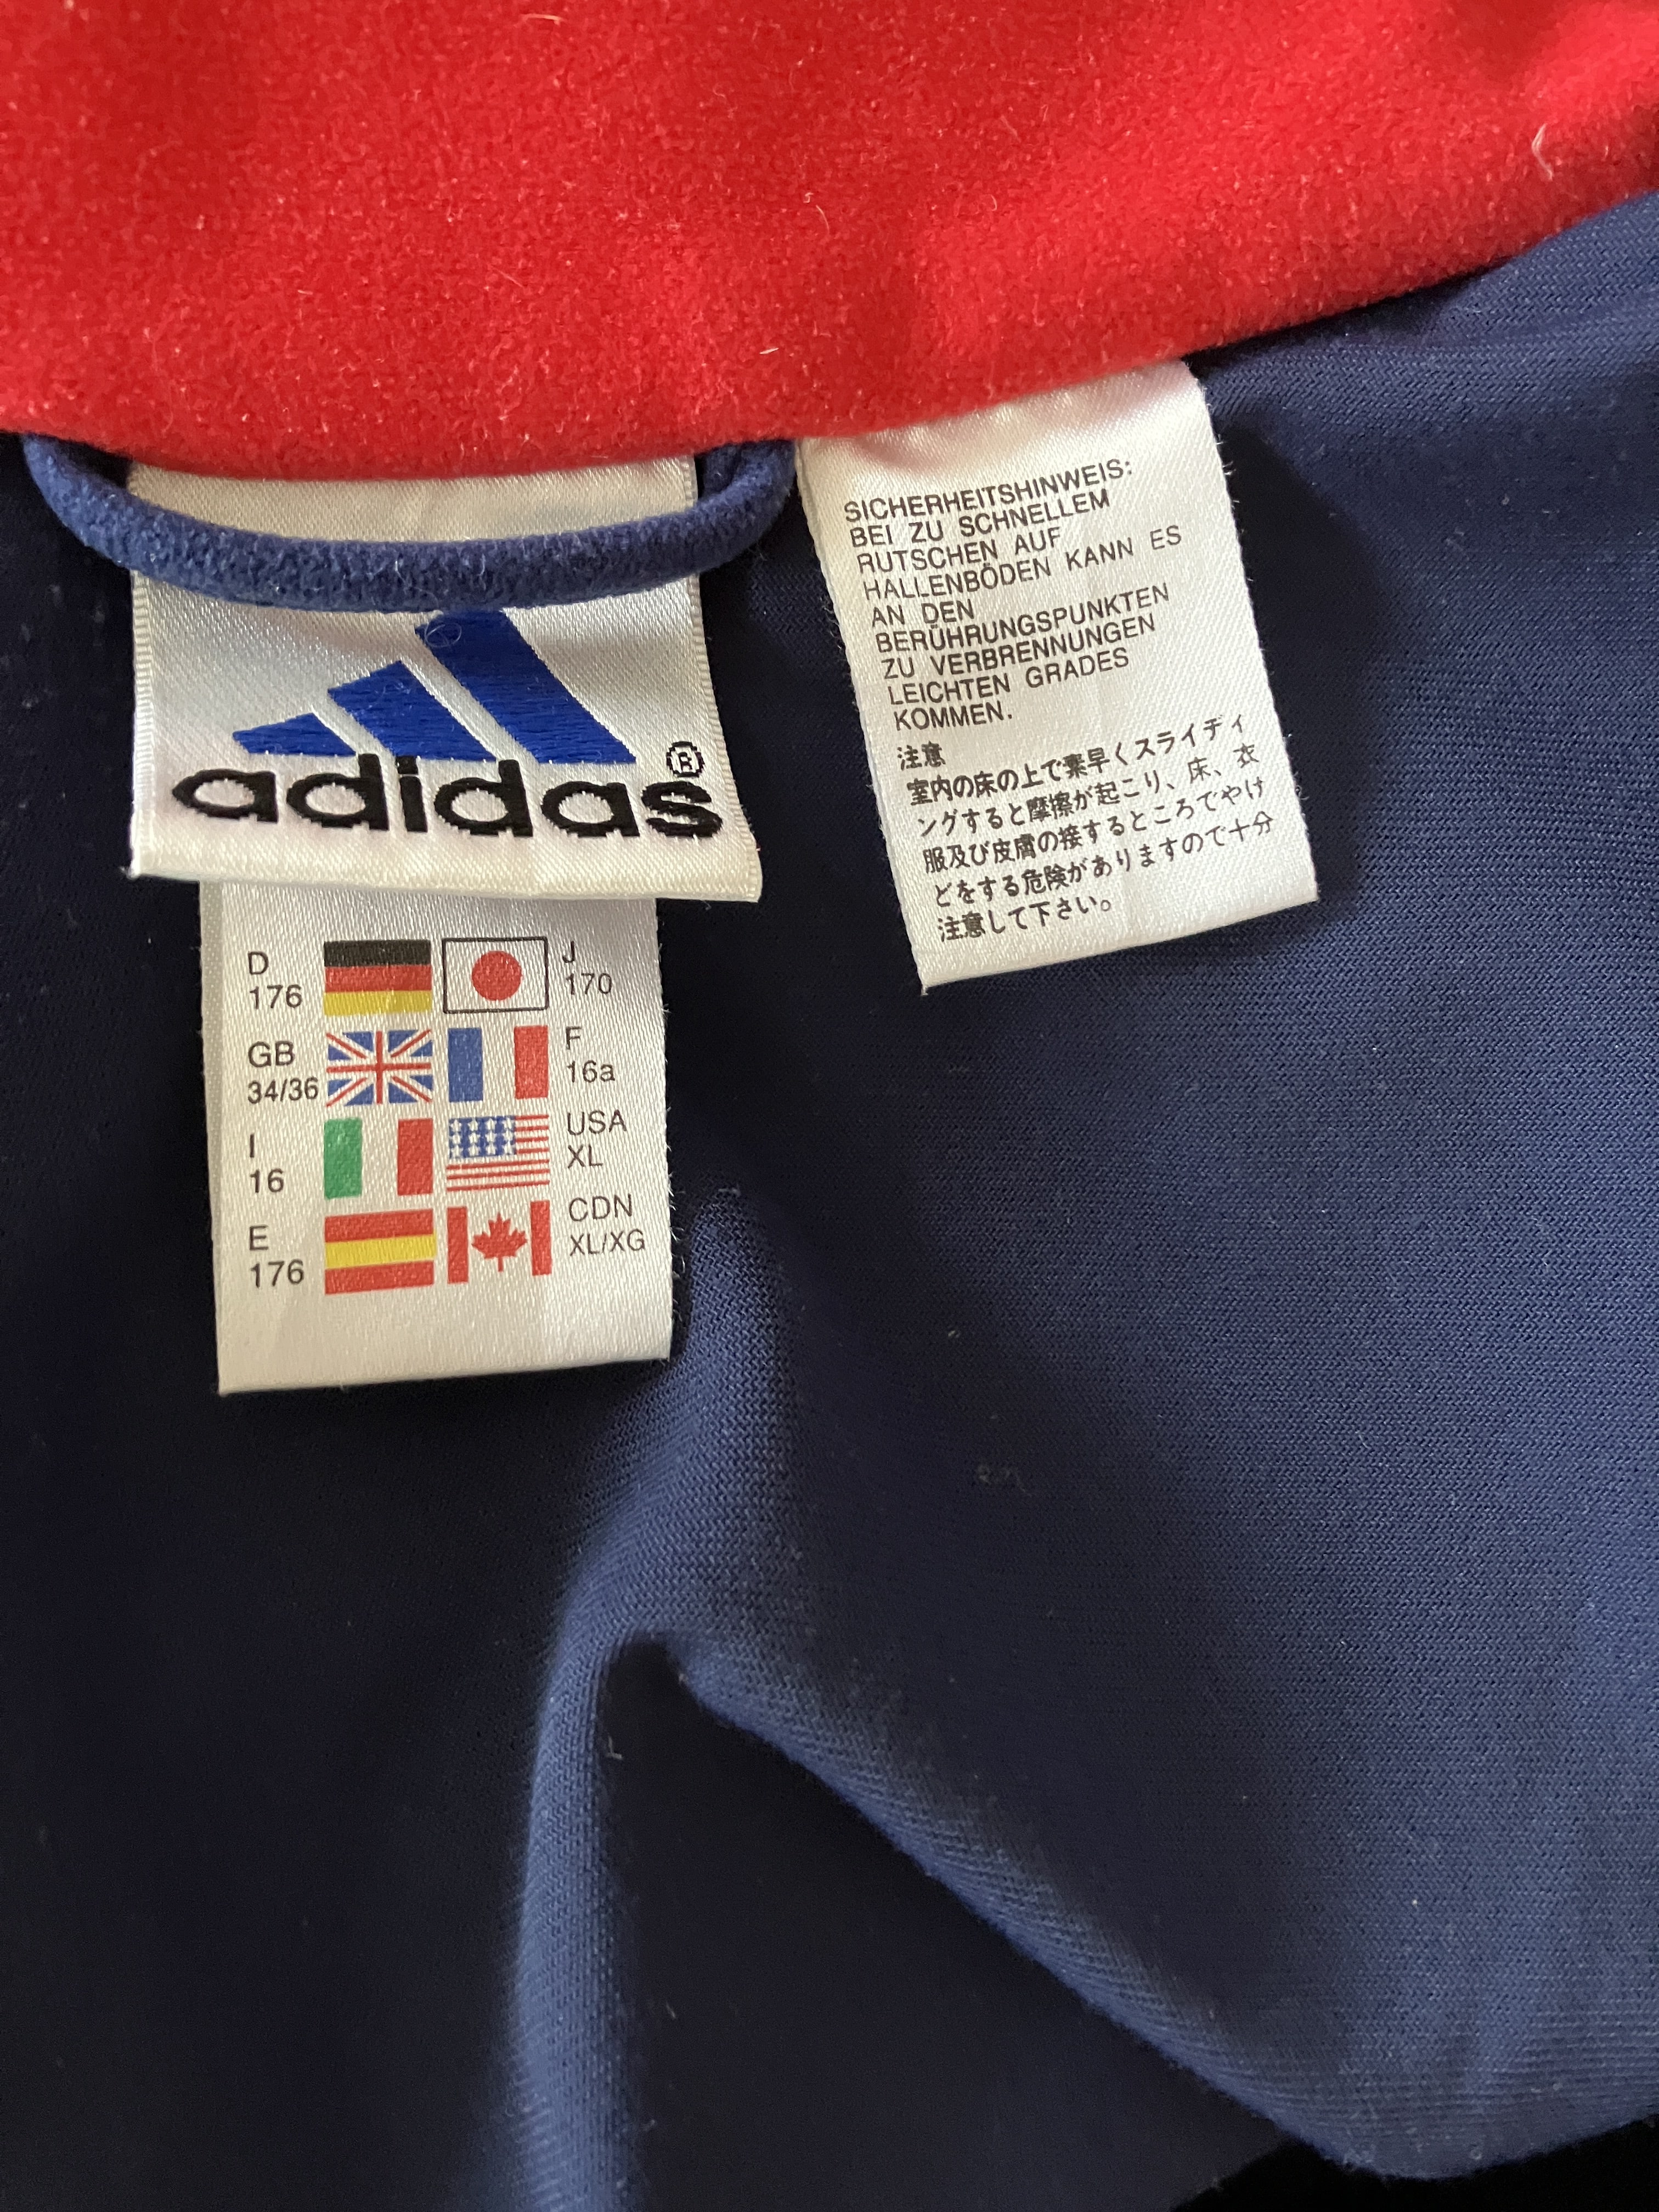 adidas®
D
176
J
170
GB
34/36
F
16a
I
16
USA
XL
E
176
CDN
XL/XG
SICHERHEITSHINWEIS:
BEI ZU SCHNELLEM
RUTSCHEN AUF
HALLENBÖDEN KANN ES
AN DEN
BERÜHRUNGSPUNKTEN
ZU VERBRENNUNGEN
LEICHTEN GRADES
KOMMEN.
注意
室内の床の上で素早くスライディ
ングすると摩擦が起こり、床、衣
服及び皮膚の接するところでやけ
どをする危険がありますので十分
注意して下さい。